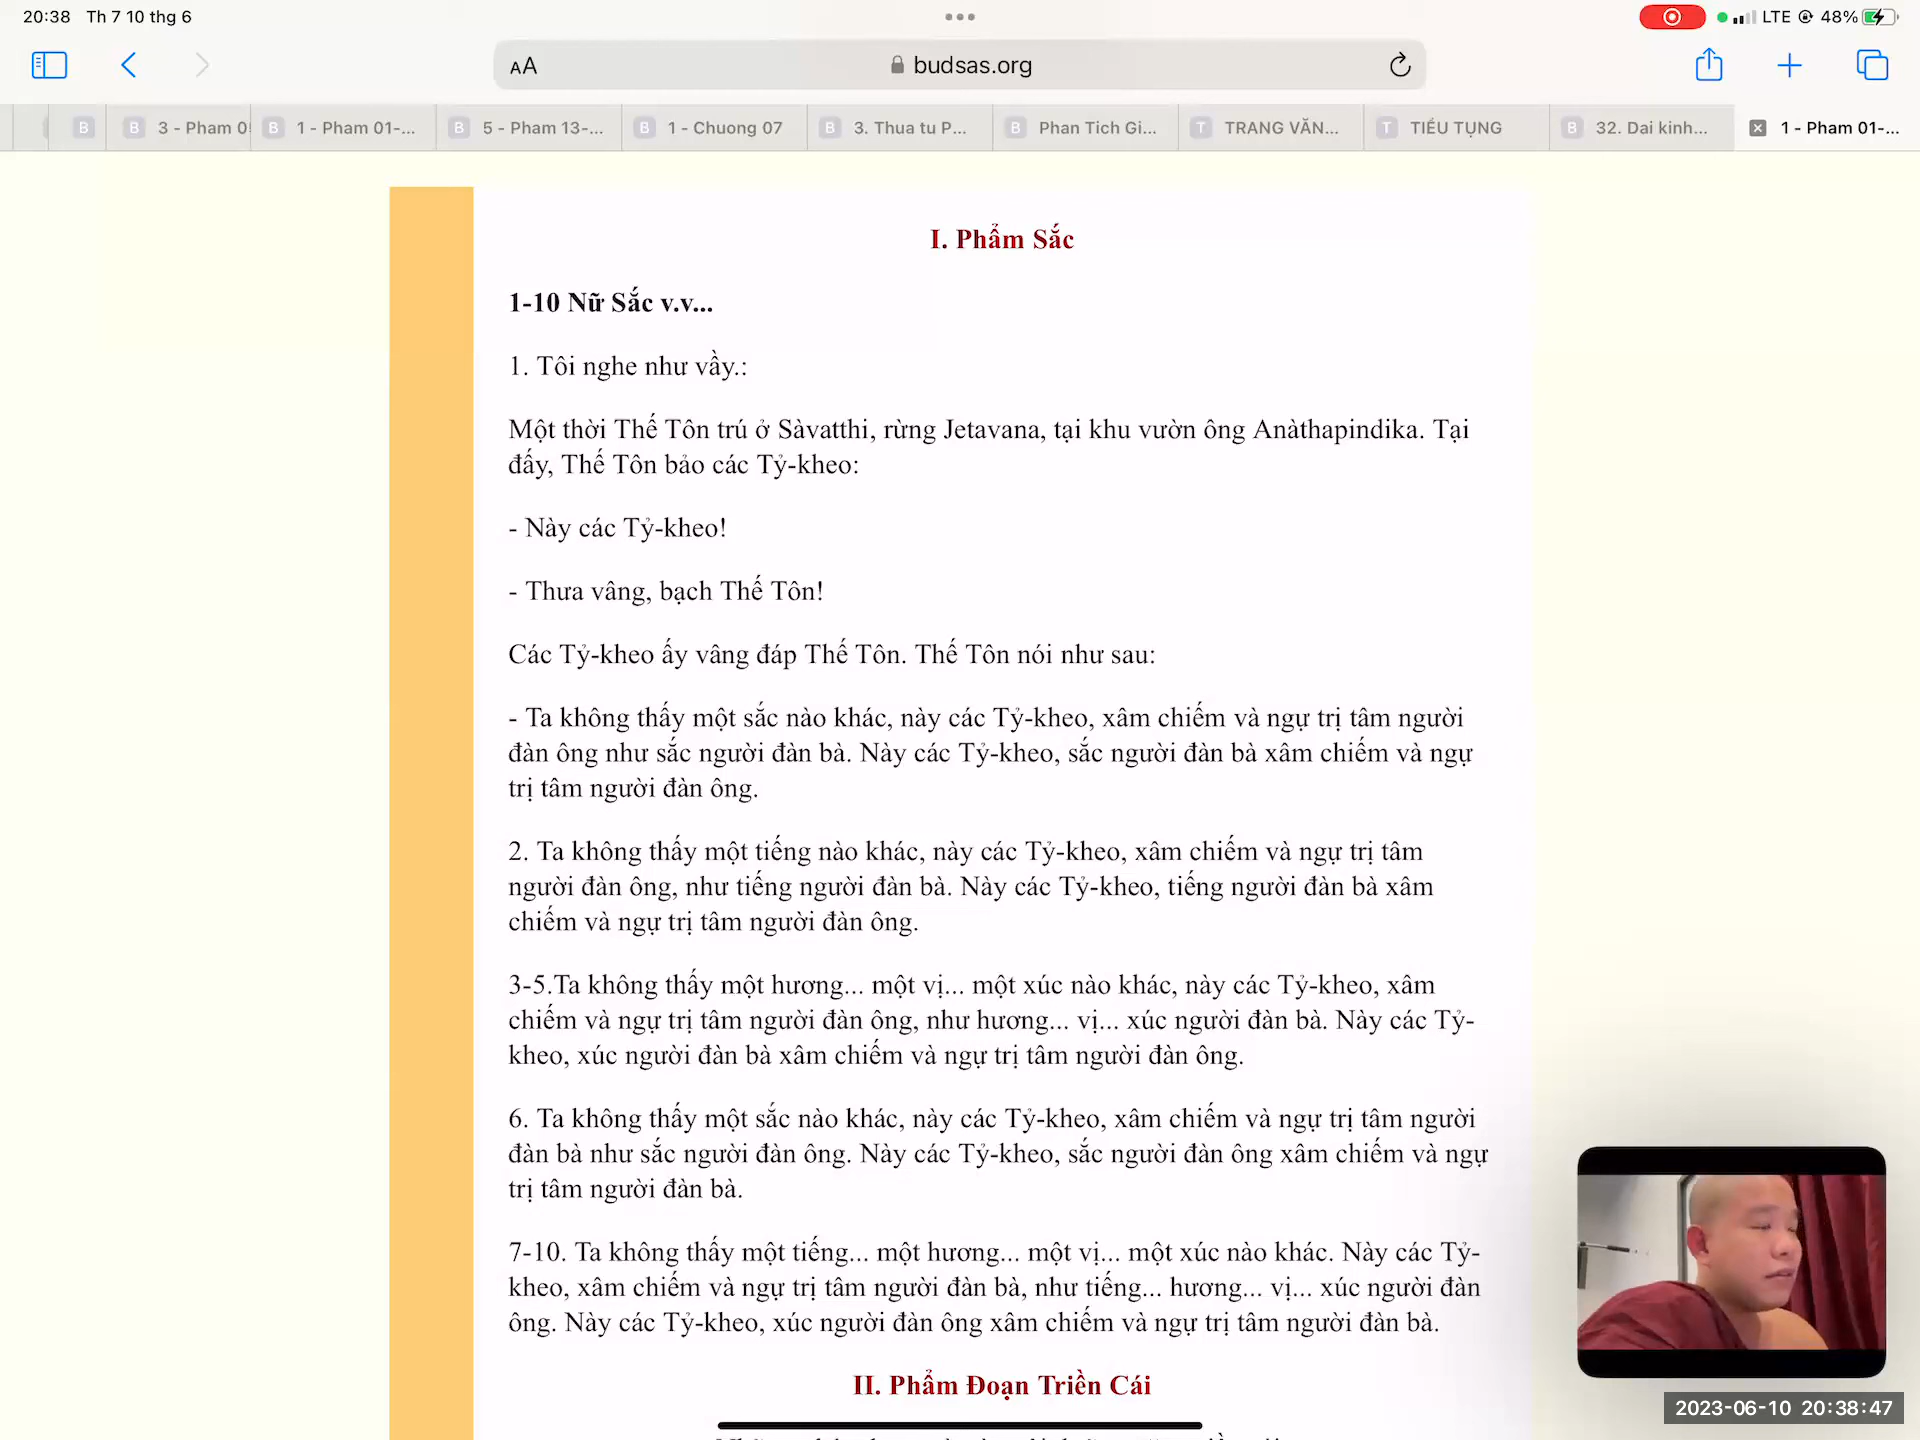 20:38 Th 7 10 thg 6
LTE 48%
AA budsas.org
B
B 3 - Pham 0
B 1 - Pham 01-...
B 5 - Pham 13-...
B 1 - Chuong 07
B 3. Thua tu P...
B Phan Tich Gi...
T TRANG VĂN...
T TIỂU TỤNG
B 32. Dai kinh...
1 - Pham 01-...
I. Phẩm Sắc
1-10 Nữ Sắc v.v...
1. Tôi nghe như vầy.:
Một thời Thế Tôn trú ở Sàvatthi, rừng Jetavana, tại khu vườn ông Anàthapindika. Tại
đấy, Thế Tôn bảo các Tỷ-kheo:
- Này các Tỷ-kheo!
- Thưa vâng, bạch Thế Tôn!
Các Tỷ-kheo ấy vâng đáp Thế Tôn. Thế Tôn nói như sau:
- Ta không thấy một sắc nào khác, này các Tỷ-kheo, xâm chiếm và ngự trị tâm người
đàn ông như sắc người đàn bà. Này các Tỷ-kheo, sắc người đàn bà xâm chiếm và ngự
trị tâm người đàn ông.
2. Ta không thấy một tiếng nào khác, này các Tỷ-kheo, xâm chiếm và ngự trị tâm
người đàn ông, như tiếng người đàn bà. Này các Tỷ-kheo, tiếng người đàn bà xâm
chiếm và ngự trị tâm người đàn ông.
3-5.Ta không thấy một hương... một vị... một xúc nào khác, này các Tỷ-kheo, xâm
chiếm và ngự trị tâm người đàn ông, như hương... vị... xúc người đàn bà. Này các Tỷ-
kheo, xúc người đàn bà xâm chiếm và ngự trị tâm người đàn ông.
6. Ta không thấy một sắc nào khác, này các Tỷ-kheo, xâm chiếm và ngự trị tâm người
đàn bà như sắc người đàn ông. Này các Tỷ-kheo, sắc người đàn ông xâm chiếm và ngự
trị tâm người đàn bà.
7-10. Ta không thấy một tiếng... một hương... một vị... một xúc nào khác. Này các Tỷ-
kheo, xâm chiếm và ngự trị tâm người đàn bà, như tiếng... hương... vị... xúc người đàn
ông. Này các Tỷ-kheo, xúc người đàn ông xâm chiếm và ngự trị tâm người đàn bà.
II. Phẩm Đoạn Triền Cái
2023-06-10 20:38:47